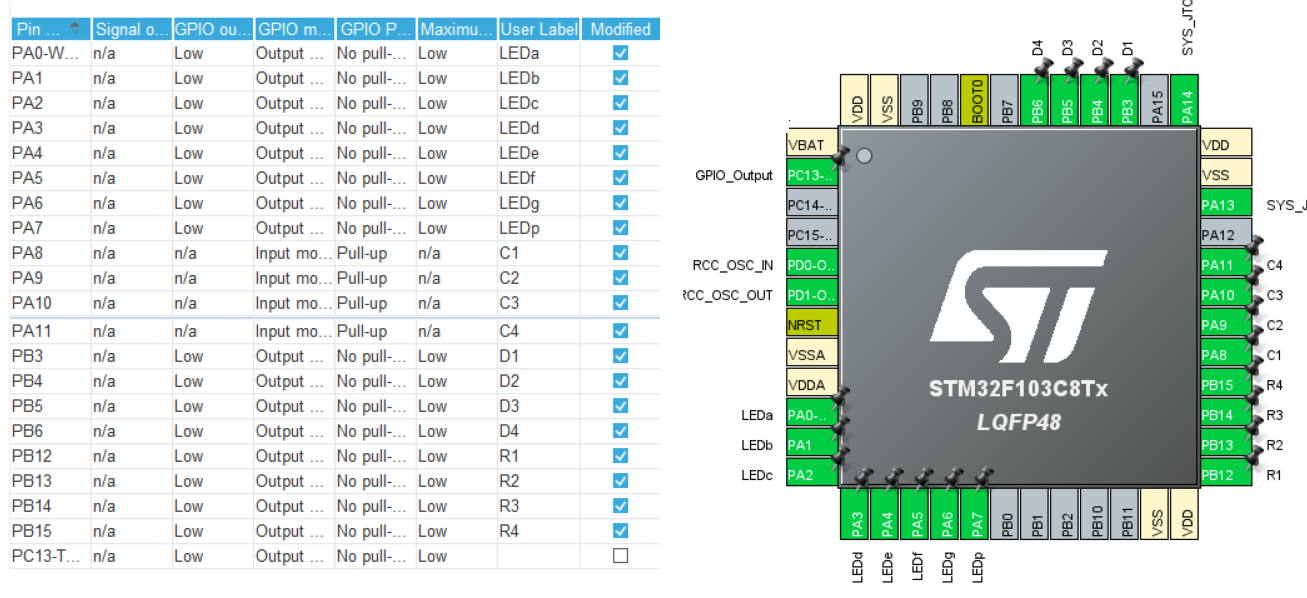 Pin ... Signal o... GPIO ou... GPIO m... GPIO P... Maximu... User Label Modified
PA0-W... n/a Low Output ... No pull-... Low LEDa
PA1 n/a Low Output ... No pull-... Low LEDb
PA2 n/a Low Output ... No pull-... Low LEDc
PA3 n/a Low Output ... No pull-... Low LEDd
PA4 n/a Low Output ... No pull-... Low LEDe
PA5 n/a Low Output ... No pull-... Low LEDf
PA6 n/a Low Output ... No pull-... Low LEDg
PA7 n/a Low Output ... No pull-... Low LEDp
PA8 n/a n/a Input mo... Pull-up n/a C1
PA9 n/a n/a Input mo... Pull-up n/a C2
PA10 n/a n/a Input mo... Pull-up n/a C3
PA11 n/a n/a Input mo... Pull-up n/a C4
PB3 n/a Low Output ... No pull-... Low D1
PB4 n/a Low Output ... No pull-... Low D2
PB5 n/a Low Output ... No pull-... Low D3
PB6 n/a Low Output ... No pull-... Low D4
PB12 n/a Low Output ... No pull-... Low R1
PB13 n/a Low Output ... No pull-... Low R2
PB14 n/a Low Output ... No pull-... Low R3
PB15 n/a Low Output ... No pull-... Low R4
PC13-T... n/a Low Output ... No pull-... Low
D4 D3 D2 D1 SYS_JTC
VDD VSS PB9 PB8 BOOT0 PB7 PB6 PB5 PB4 PB3 PA15 PA14
VBAT
GPIO_Output PC13-..
PC14-..
PC15-..
RCC_OSC_IN PD0-O..
RCC_OSC_OUT PD1-O..
NRST
VSSA
VDDA
LEDa PA0-..
LEDb PA1
LEDc PA2
ST
STM32F103C8Tx
LQFP48
VDD
VSS
PA13 SYS_J
PA12
PA11 C4
PA10 C3
PA9 C2
PA8 C1
PB15 R4
PB14 R3
PB13 R2
PB12 R1
PA3 PA4 PA5 PA6 PA7 PB0 PB1 PB2 PB10 PB11 VSS VDD
LEDd LEDe LEDf LEDg LEDp